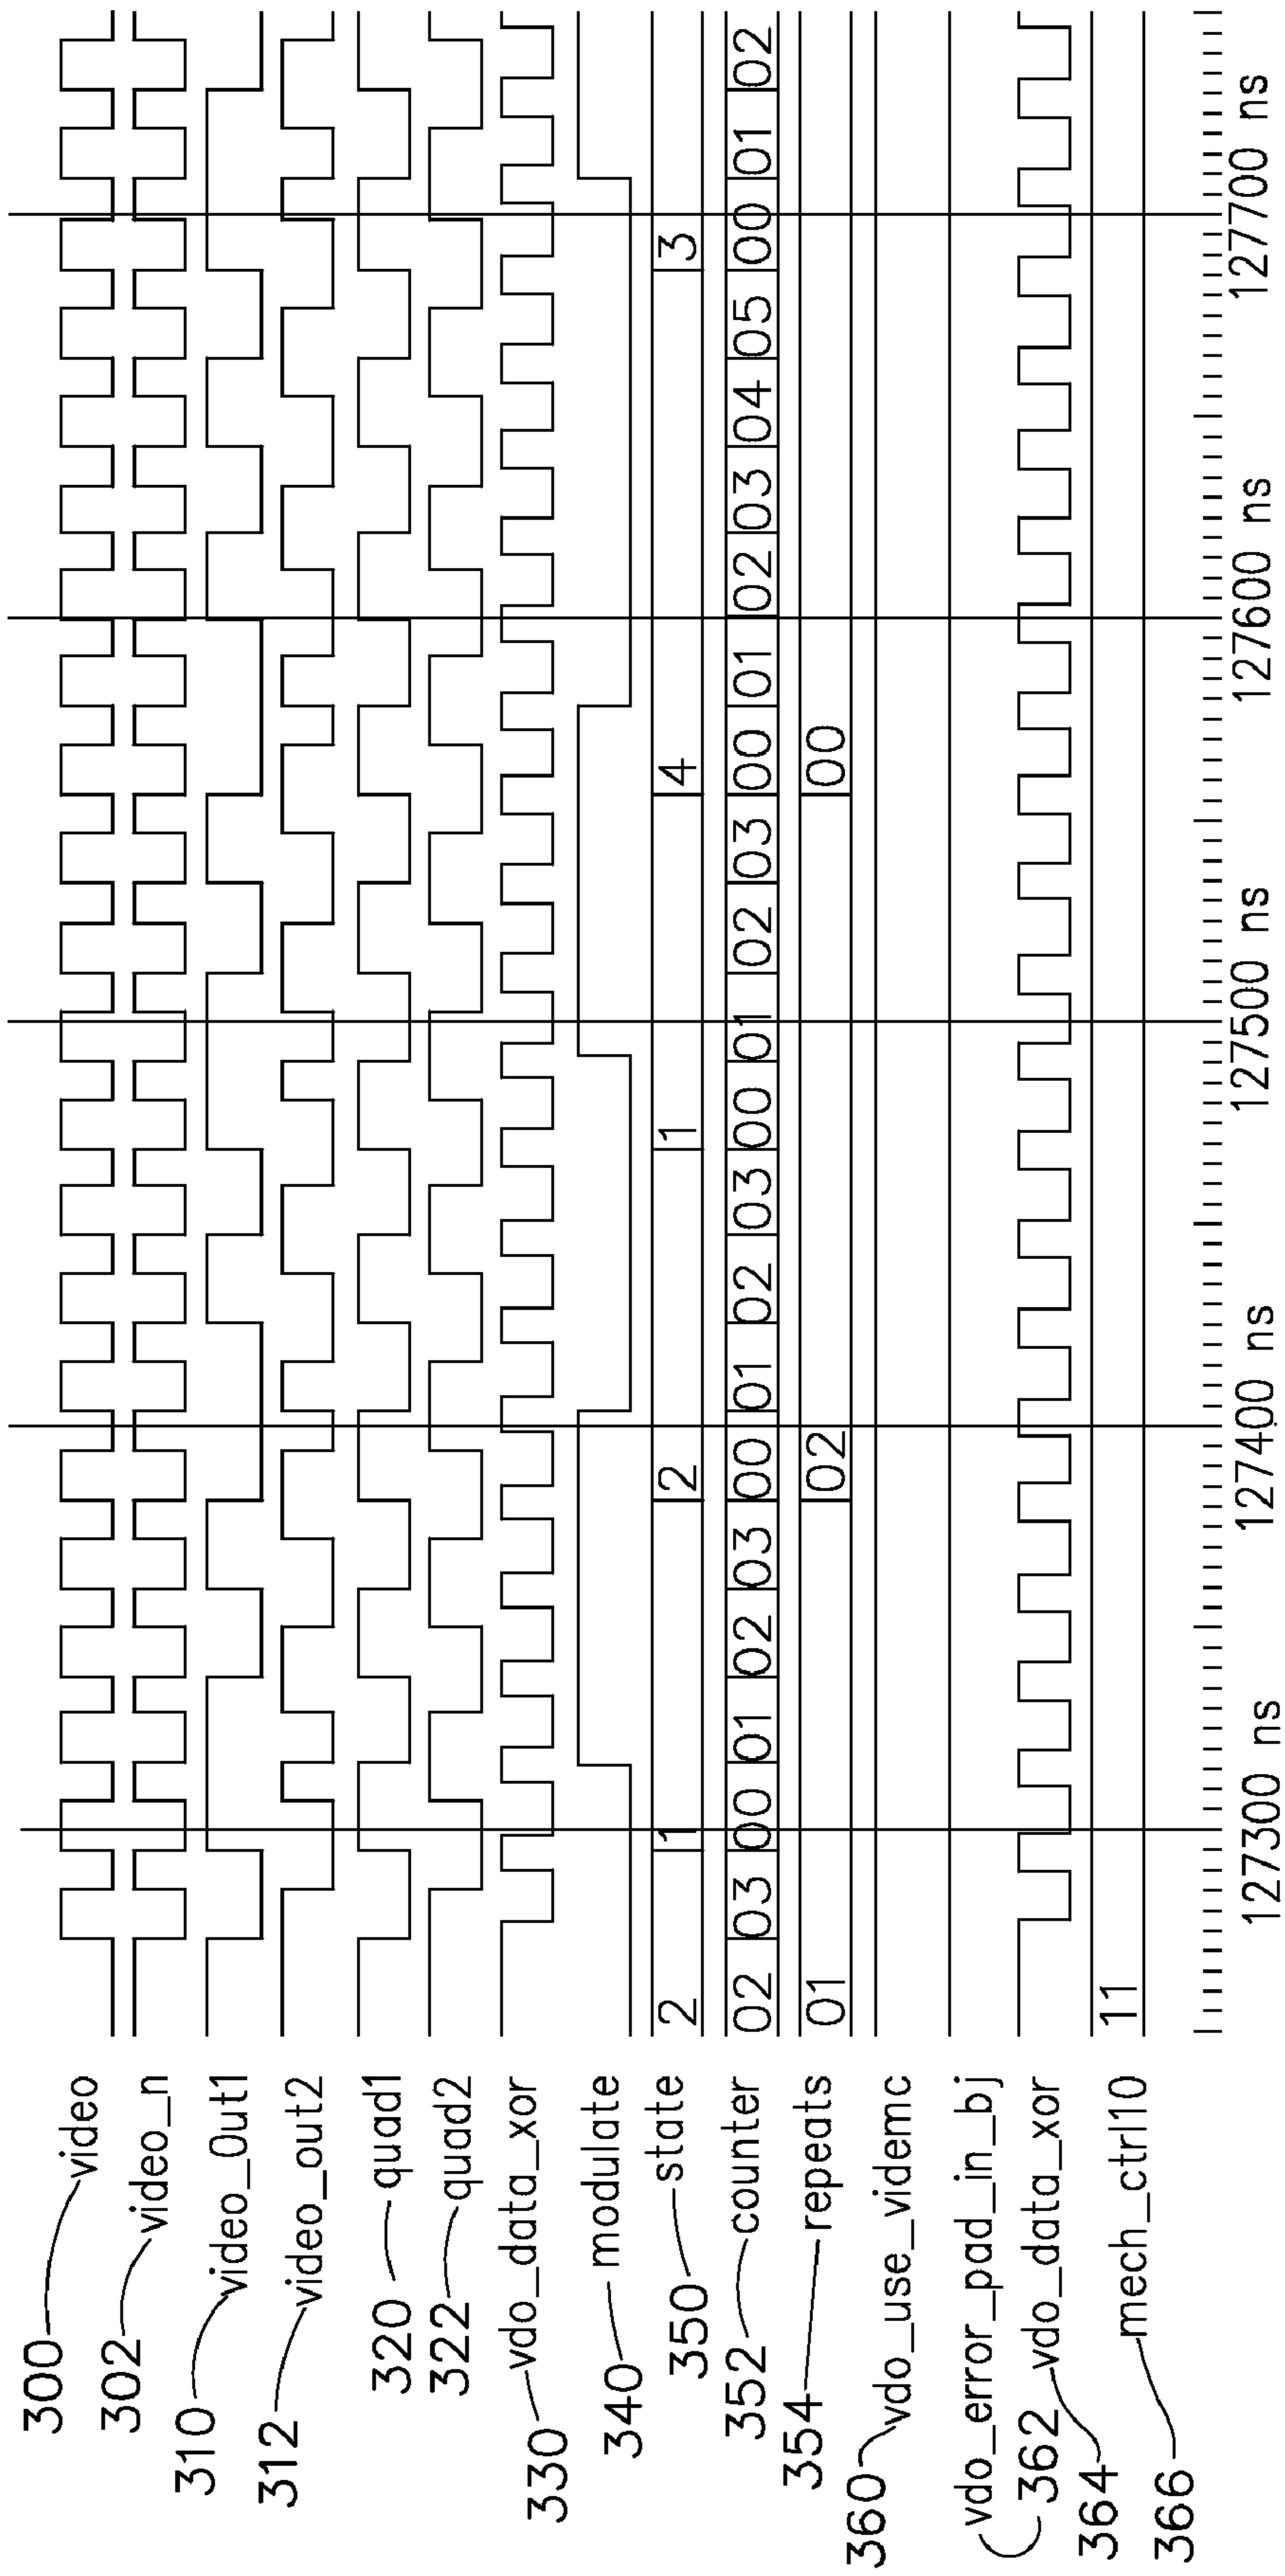 300 video
302 video_n
310 video_Out1
312 video_out2
320 quad1
322 quad2
330 vdo_data_xor
340 modulate
350 state 2 1 2 1 4 3
352 counter 02 03 00 01 02 03 00 01 02 03 00 01 02 03 00 01 02 03 04 05 00 01 02
354 repeats 01 02 00
360 vdo_use_videmc
362 vdo_error_pad_in_bj
364 vdo_data_xor
366 mech_ctrl10 11
127300 ns 127400 ns 127500 ns 127600 ns 127700 ns